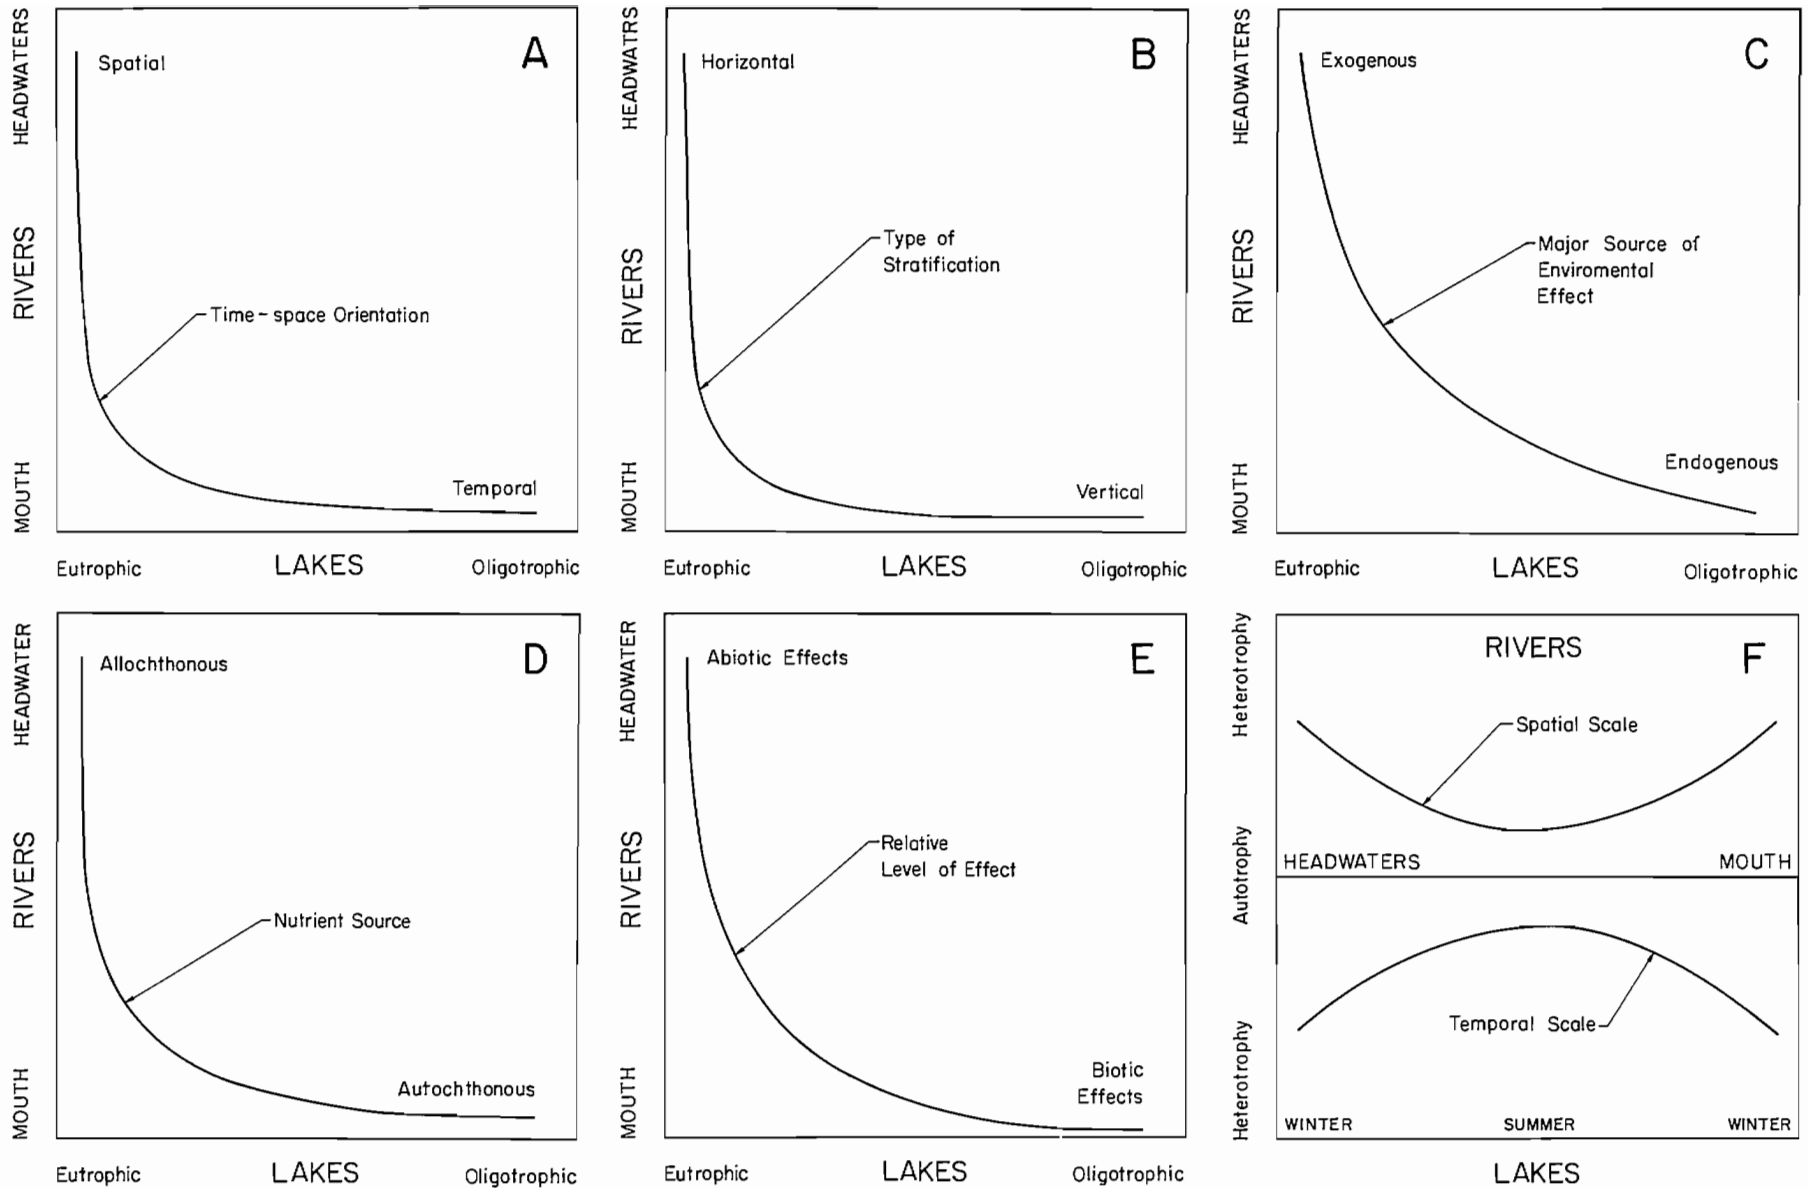 HEADWATERS
RIVERS
MOUTH
Spatial
A
Time-space Orientation
Temporal
Eutrophic
LAKES
Oligotrophic
HEADWATRS
RIVERS
MOUTH
Horizontal
B
Type of
Stratification
Vertical
Eutrophic
LAKES
Oligotrophic
HEADWATERS
RIVERS
MOUTH
Exogenous
C
Major Source of
Enviromental
Effect
Endogenous
Eutrophic
LAKES
Oligotrophic
HEADWATER
RIVERS
MOUTH
Allochthonous
D
Nutrient Source
Autochthonous
Eutrophic
LAKES
Oligotrophic
HEADWATER
RIVERS
MOUTH
Abiotic Effects
E
Relative
Level of Effect
Biotic
Effects
Eutrophic
LAKES
Oligotrophic
Heterotrophy
Autotrophy
Heterotrophy
RIVERS
F
Spatial Scale
HEADWATERS
MOUTH
Temporal Scale
WINTER
SUMMER
WINTER
LAKES